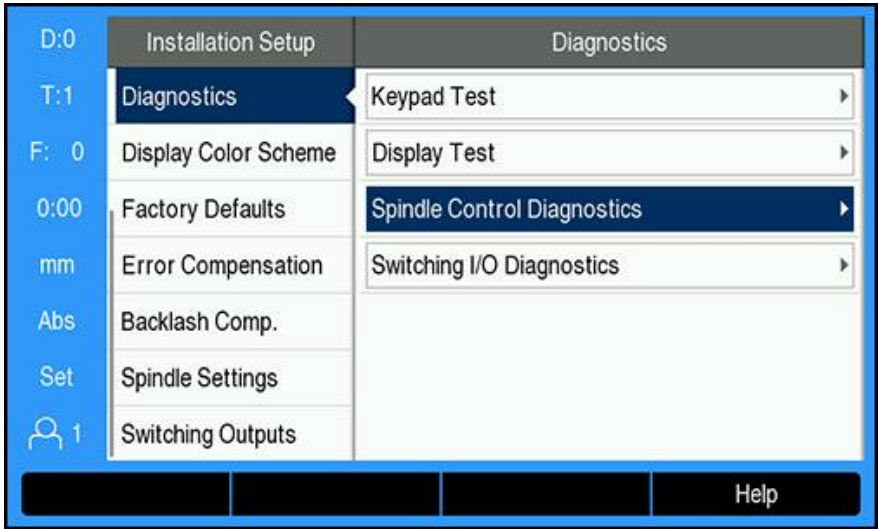 D:0
T:1
F: 0
0:00
mm
Abs
Set
1
Installation Setup
Diagnostics
Display Color Scheme
Factory Defaults
Error Compensation
Backlash Comp.
Spindle Settings
Switching Outputs
Diagnostics
Keypad Test
Display Test
Spindle Control Diagnostics
Switching I/O Diagnostics
Help